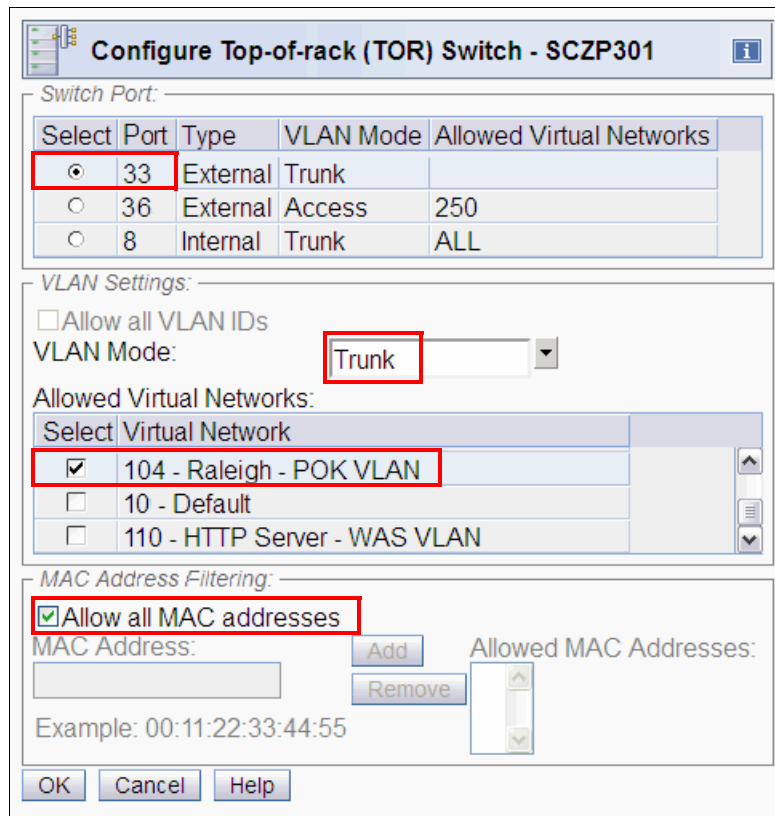 Configure Top-of-rack (TOR) Switch - SCZP301
i
Switch Port:
Select Port Type VLAN Mode Allowed Virtual Networks
33 External Trunk
36 External Access 250
8 Internal Trunk ALL
VLAN Settings:
Allow all VLAN IDs
VLAN Mode: Trunk
Allowed Virtual Networks:
Select Virtual Network
104 - Raleigh - POK VLAN
10 - Default
110 - HTTP Server - WAS VLAN
MAC Address Filtering:
Allow all MAC addresses
MAC Address: Add Allowed MAC Addresses:
Remove
Example: 00:11:22:33:44:55
OK Cancel Help